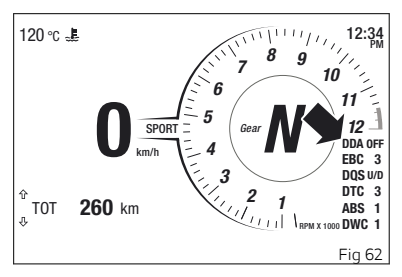 120 °C
12:34
PM
8
9
7
10
6
11
5
12
SPORT
Gear
N
0
km/h
4
3
2
1
RPM X 1000
DDA OFF
EBC 3
DQS U/D
DTC 3
ABS 1
DWC 1
TOT 260 km
Fig 62